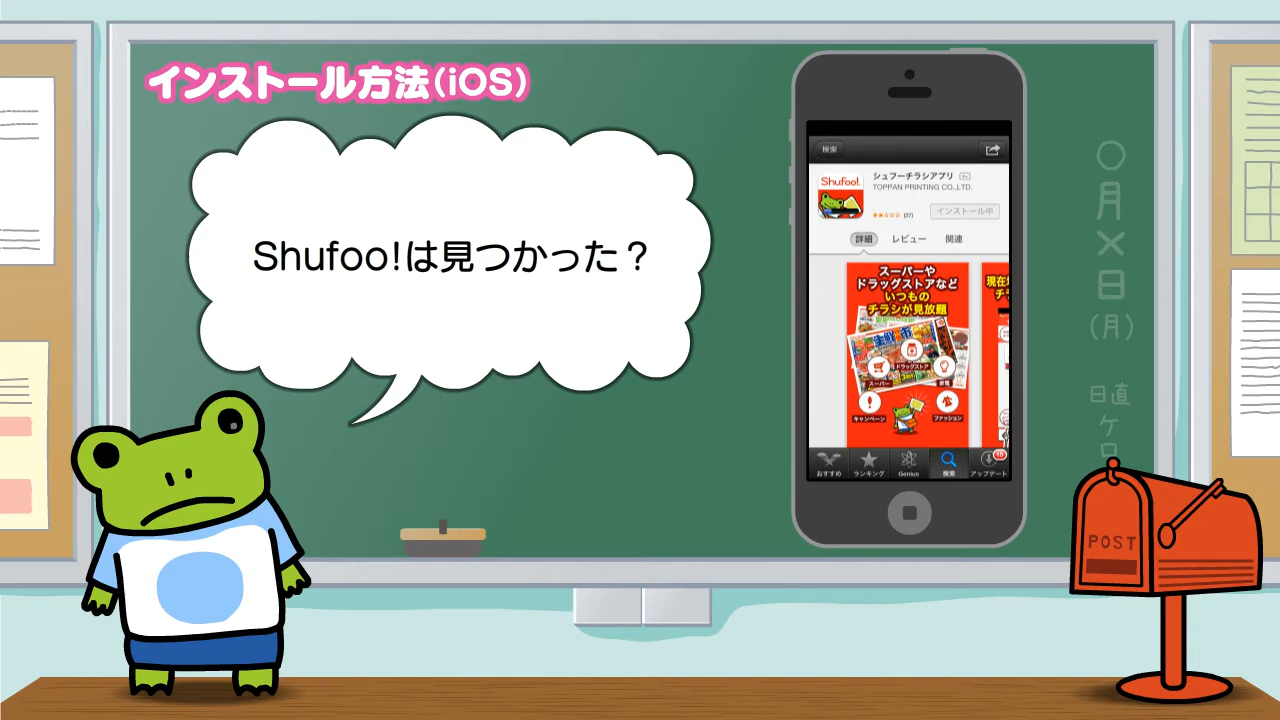 インストール方法(iOS)
Shufoo!は見つかった？
検索
Shufoo!
シュフーチラシアプリ 4+
TOPPAN PRINTING CO.,LTD.
(37)
インストール中
詳細
レビュー
関連
スーパーや
ドラッグストアなど
いつもの
チラシが見放題
現在
チ
ドラッグストア
スーパー
家電
キャンペーン
ファッション
おすすめ
ランキング
Genius
検索
アップデート
〇月×日(月)
日直
ケロ
POST